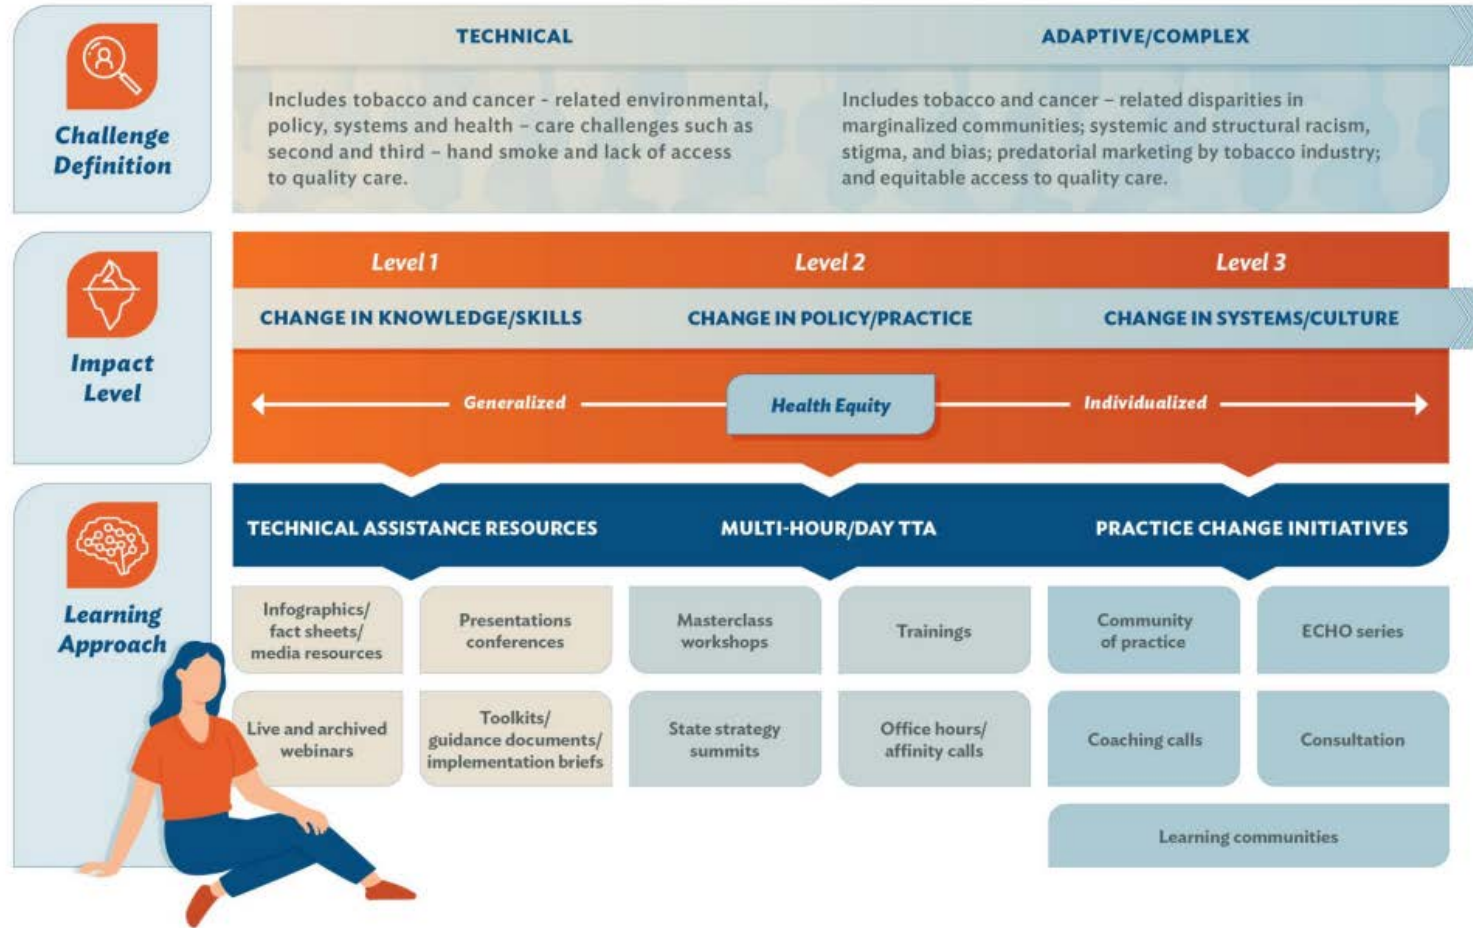 Challenge
Definition
TECHNICAL
ADAPTIVE/COMPLEX
Includes tobacco and cancer - related environmental,
policy, systems and health – care challenges such as
second and third – hand smoke and lack of access
to quality care.
Includes tobacco and cancer – related disparities in
marginalized communities; systemic and structural racism,
stigma, and bias; predatorial marketing by tobacco industry;
and equitable access to quality care.
Impact
Level
Level 1
Level 2
Level 3
CHANGE IN KNOWLEDGE/SKILLS
CHANGE IN POLICY/PRACTICE
CHANGE IN SYSTEMS/CULTURE
Generalized
Health Equity
Individualized
Learning
Approach
TECHNICAL ASSISTANCE RESOURCES
MULTI-HOUR/DAY TTA
PRACTICE CHANGE INITIATIVES
Infographics/
fact sheets/
media resources
Presentations
conferences
Masterclass
workshops
Trainings
Community
of practice
ECHO series
Live and archived
webinars
Toolkits/
guidance documents/
implementation briefs
State strategy
summits
Office hours/
affinity calls
Coaching calls
Consultation
Learning communities